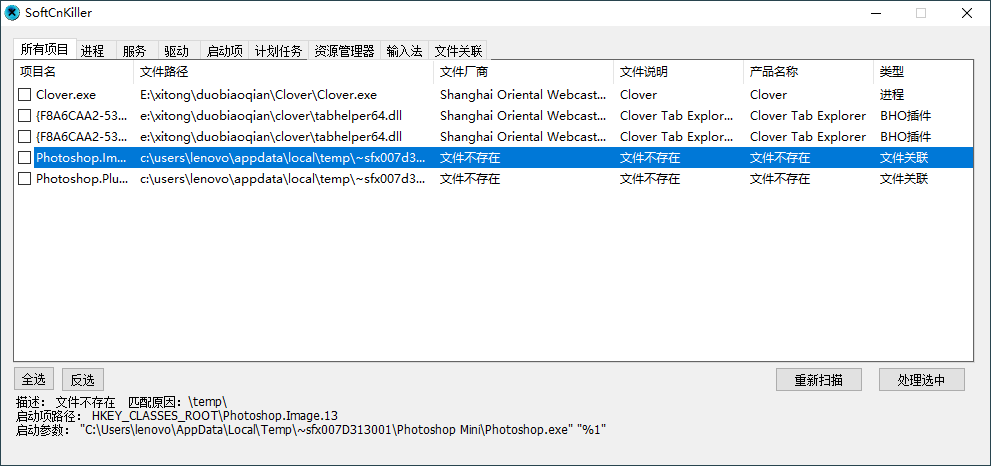 SoftCnKiller
所有项目 进程 服务 驱动 启动项 计划任务 资源管理器 输入法 文件关联
项目名 文件路径 文件厂商 文件说明 产品名称 类型
Clover.exe E:\xitong\duobiaoqian\Clover\Clover.exe Shanghai Oriental Webcast... Clover Clover 进程
{F8A6CAA2-53... e:\xitong\duobiaoqian\clover\tabhelper64.dll Shanghai Oriental Webcast... Clover Tab Explor... Clover Tab Explorer BHO插件
{F8A6CAA2-53... e:\xitong\duobiaoqian\clover\tabhelper64.dll Shanghai Oriental Webcast... Clover Tab Explor... Clover Tab Explorer BHO插件
Photoshop.Im... c:\users\lenovo\appdata\local\temp\~sfx007d3... 文件不存在 文件不存在 文件不存在 文件关联
Photoshop.Plu... c:\users\lenovo\appdata\local\temp\~sfx007d3... 文件不存在 文件不存在 文件不存在 文件关联
全选 反选 重新扫描 处理选中
描述： 文件不存在 匹配原因：\temp\
启动项路径： HKEY_CLASSES_ROOT\Photoshop.Image.13
启动参数： "C:\Users\lenovo\AppData\Local\Temp\~sfx007D313001\Photoshop Mini\Photoshop.exe" "%1"